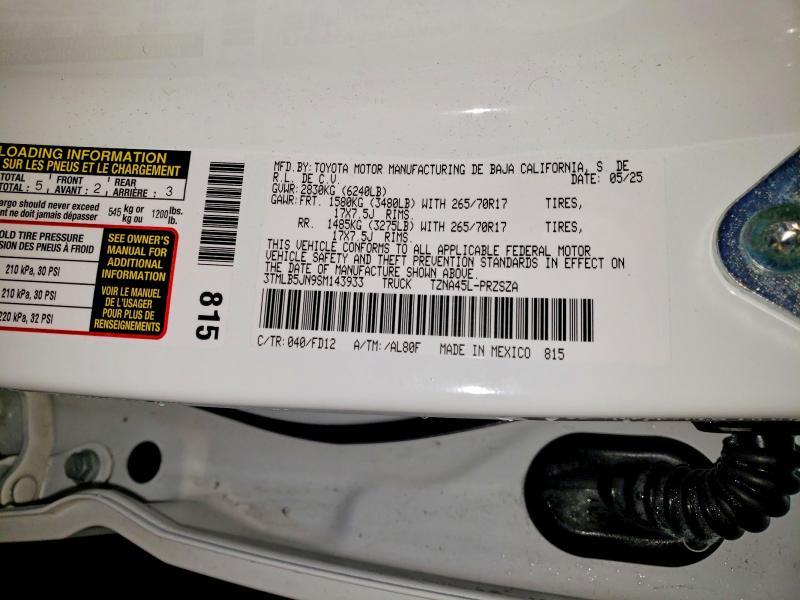 LOADING INFORMATION
SUR LES PNEUS ET LE CHARGEMENT
TOTAL
TOTAL : 5
FRONT
AVANT : 2
REAR
ARRIÈRE : 3
should never exceed
ne doit jamais dépasser
545 kg or
kg ou
1200 lbs.
lb.
TIRE PRESSURE
DES PNEUS À FROID
210 kPa, 30 PSI
210 kPa, 30 PSI
220 kPa, 32 PSI
SEE OWNER'S
MANUAL FOR
ADDITIONAL
INFORMATION
VOIR LE MANUEL
DE L'USAGER
POUR PLUS DE
RENSEIGNEMENTS
815
MFD.BY: TOYOTA MOTOR MANUFACTURING DE BAJA CALIFORNIA, S. DE
R.L. DE C.V. DATE: 05/25
GVWR: 2830KG (6240LB)
GAWR: FRT. 1580KG (3480LB) WITH 265/70R17 TIRES,
17X7.5J RIMS
RR. 1485KG (3275LB) WITH 265/70R17 TIRES,
17X7.5J RIMS
THIS VEHICLE CONFORMS TO ALL APPLICABLE FEDERAL MOTOR
VEHICLE SAFETY AND THEFT PREVENTION STANDARDS IN EFFECT ON
THE DATE OF MANUFACTURE SHOWN ABOVE.
3TMLB5JN9SM143933 TRUCK TZNA45L-PRZSZA
C/TR: 040/FD12 A/TM: /AL80F MADE IN MEXICO 815